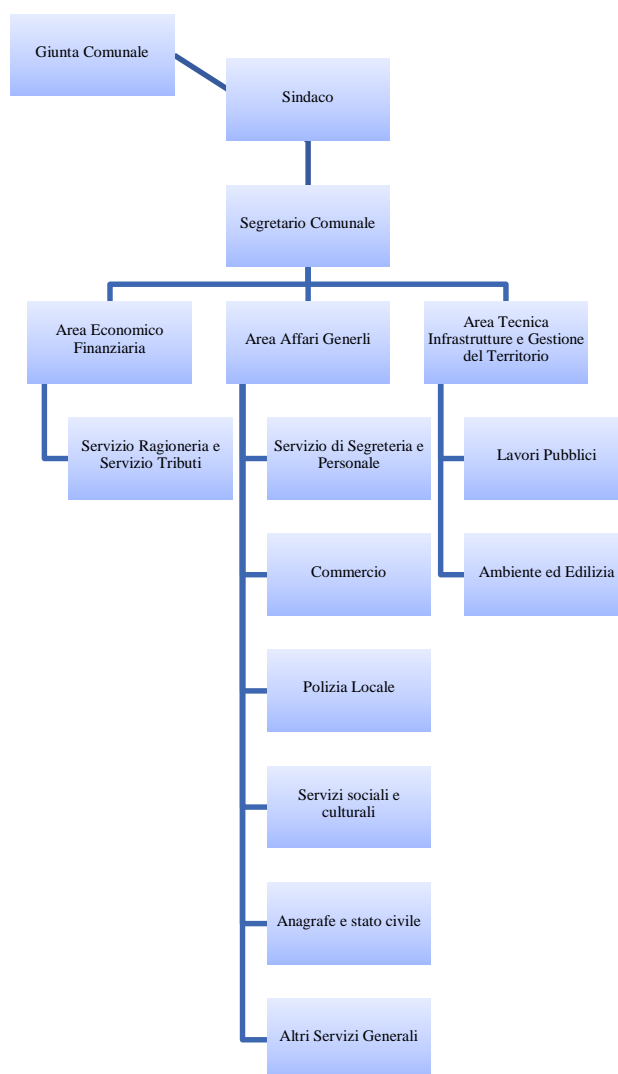 Giunta Comunale
Sindaco
Segretario Comunale
Area Economico
Finanziaria
Area Affari Generli
Area Tecnica
Infrastrutture e Gestione
del Territorio
Servizio Ragioneria e
Servizio Tributi
Servizio di Segreteria e
Personale
Lavori Pubblici
Commercio
Ambiente ed Edilizia
Polizia Locale
Servizi sociali e
culturali
Anagrafe e stato civile
Altri Servizi Generali